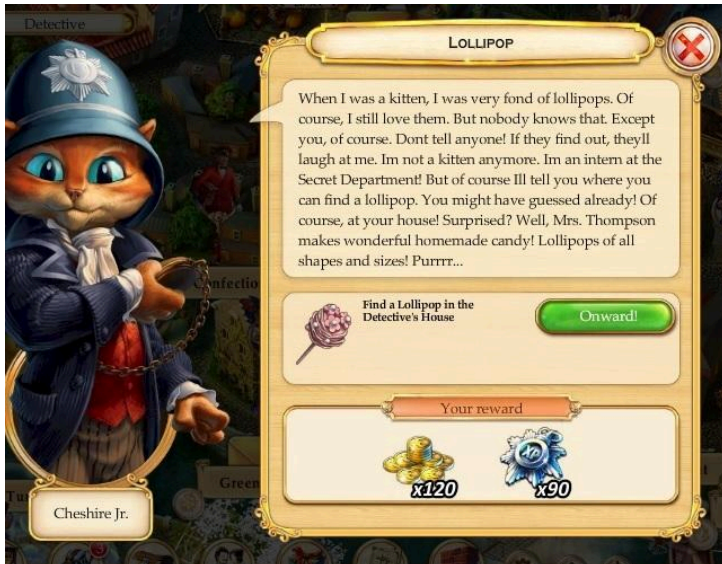 Detective
LOLLIPOP
When I was a kitten, I was very fond of lollipops. Of
course, I still love them. But nobody knows that. Except
you, of course. Dont tell anyone! If they find out, theyll
laugh at me. Im not a kitten anymore. Im an intern at the
Secret Department! But of course Ill tell you where you
can find a lollipop. You might have guessed already! Of
course, at your house! Surprised? Well, Mrs. Thompson
makes wonderful homemade candy! Lollipops of all
shapes and sizes! Purrrr...
Confectio
Find a Lollipop in the
Detective's House
Onward!
Your reward
XP
x120
x90
Green
Cheshire Jr.